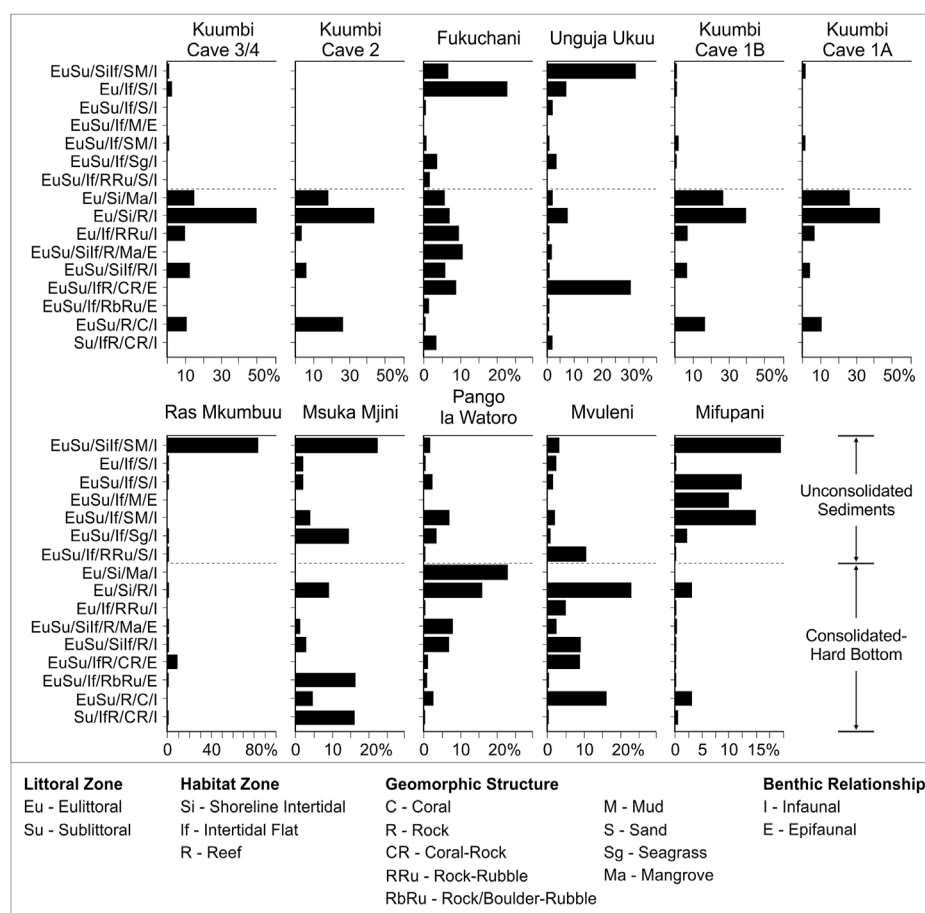 Kuumbi
Cave 3/4
Kuumbi
Cave 2
Fukuchani
Unguja Ukuu
Kuumbi
Cave 1B
Kuumbi
Cave 1A
EuSu/SiIf/SM/I
Eu/If/S/I
EuSu/If/S/I
EuSu/If/M/E
EuSu/If/SM/I
EuSu/If/Sg/I
EuSu/If/RRu/S/I
Eu/Si/Ma/I
Eu/Si/R/I
Eu/If/RRu/I
EuSu/SiIf/R/Ma/E
EuSu/SiIf/R/I
EuSu/IfR/CR/E
EuSu/If/RbRu/E
EuSu/R/C/I
Su/IfR/CR/I
10 50%
10 30 50%
0 10 20%
0 10 20 30%
10 30 50%
10 30 50%
Ras Mkumbuu
Msuka Mjini
Pango
la Watoro
Mvuleni
Mifupani
EuSu/SiIf/SM/I
Eu/If/S/I
EuSu/If/S/I
EuSu/If/M/E
EuSu/If/SM/I
EuSu/If/Sg/I
EuSu/If/RRu/S/I
Eu/Si/Ma/I
Eu/Si/R/I
Eu/If/RRu/I
EuSu/SiIf/R/Ma/E
EuSu/SiIf/R/I
EuSu/IfR/CR/E
EuSu/If/RbRu/E
EuSu/R/C/I
Su/IfR/CR/I
0 40 80%
0 10 20%
0 10 20%
0 10 20%
0 5 10 15%
Unconsolidated
Sediments
Consolidated-
Hard Bottom
Littoral Zone
Eu - Eulittoral
Su - Sublittoral
Habitat Zone
Si - Shoreline Intertidal
If - Intertidal Flat
R - Reef
Geomorphic Structure
C - Coral
R - Rock
CR - Coral-Rock
RRu - Rock-Rubble
RbRu - Rock/Boulder-Rubble
M - Mud
S - Sand
Sg - Seagrass
Ma - Mangrove
Benthic Relationship
I - Infaunal
E - Epifaunal